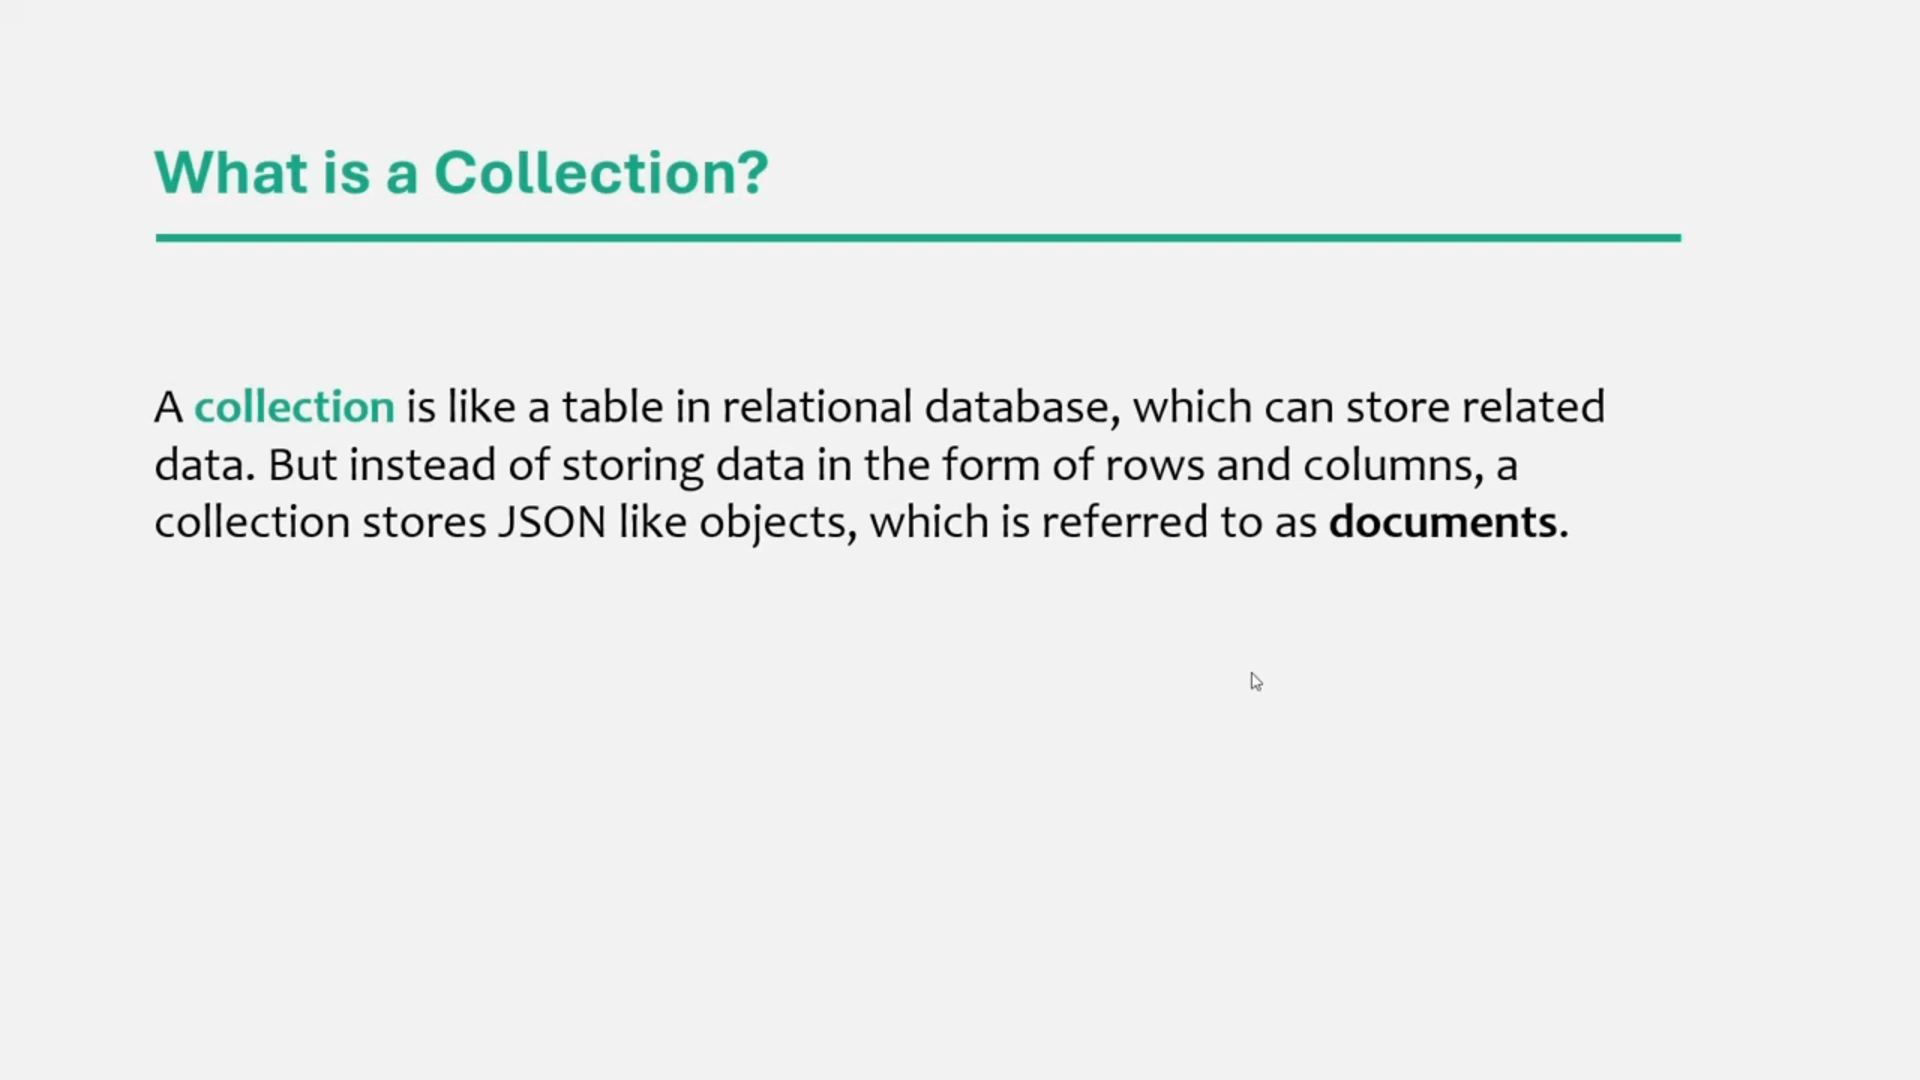 What is a Collection?
A collection is like a table in relational database, which can store related
data. But instead of storing data in the form of rows and columns, a
collection stores JSON like objects, which is referred to as documents.